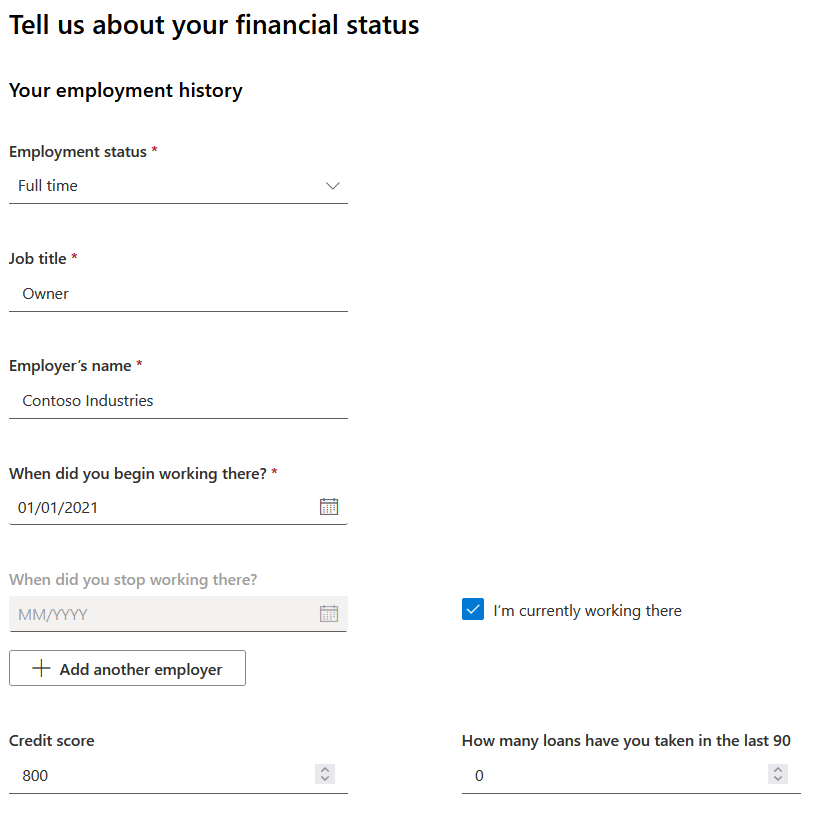 Tell us about your financial status
Your employment history
Employment status *
Full time
Job title *
Owner
Employer’s name *
Contoso Industries
When did you begin working there? *
01/01/2021
When did you stop working there?
MM/YYYY
I’m currently working there
Add another employer
Credit score
800
How many loans have you taken in the last 90
0